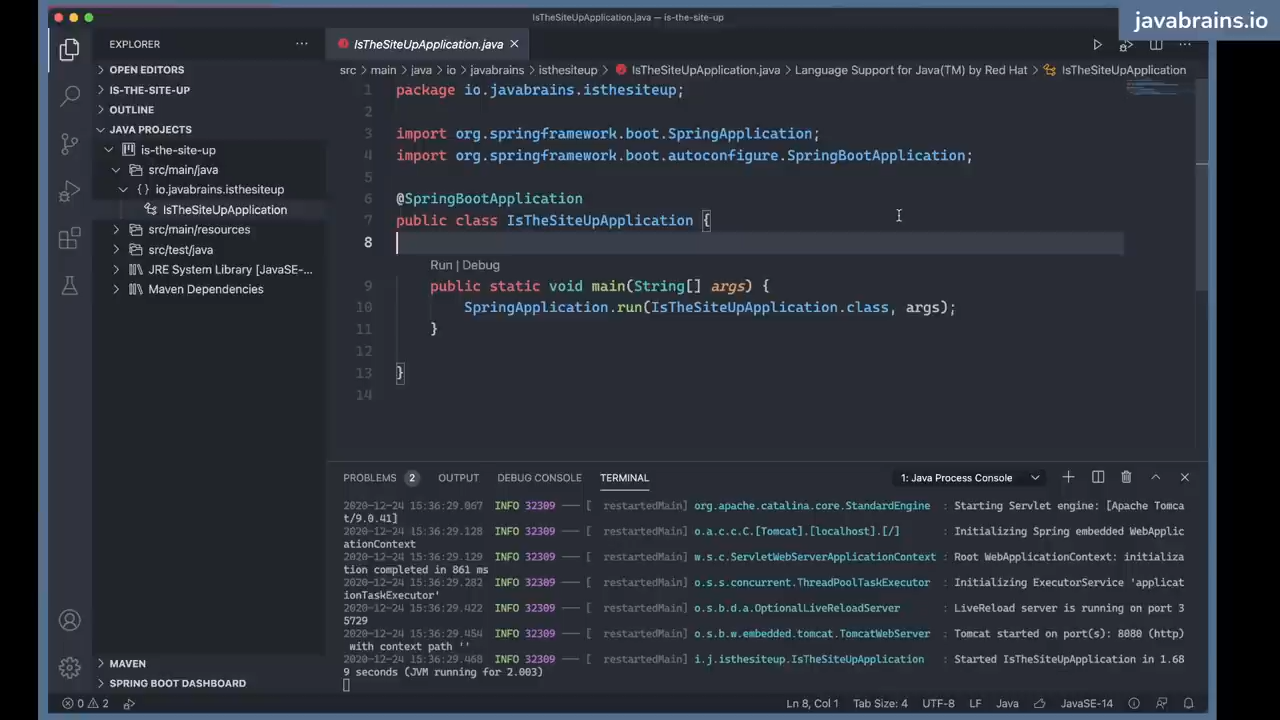 IsTheSiteUpApplication.java — is-the-site-up
javabrains.io
EXPLORER
OPEN EDITORS
IS-THE-SITE-UP
OUTLINE
JAVA PROJECTS
is-the-site-up
src/main/java
{} io.javabrains.isthesiteup
IsTheSiteUpApplication
src/main/resources
src/test/java
JRE System Library [JavaSE-...
Maven Dependencies
MAVEN
SPRING BOOT DASHBOARD
IsTheSiteUpApplication.java
src > main > java > io > javabrains > isthesiteup > IsTheSiteUpApplication.java > Language Support for Java(TM) by Red Hat > IsTheSiteUpApplication
1 package io.javabrains.isthesiteup;
2
3 import org.springframework.boot.SpringApplication;
4 import org.springframework.boot.autoconfigure.SpringBootApplication;
5
6 @SpringBootApplication
7 public class IsTheSiteUpApplication {
8
Run | Debug
9 public static void main(String[] args) {
10 SpringApplication.run(IsTheSiteUpApplication.class, args);
11 }
12
13 }
14
PROBLEMS 2 OUTPUT DEBUG CONSOLE TERMINAL 1: Java Process Console
2020-12-24 15:36:29.067 INFO 32309 --- [ restartedMain] org.apache.catalina.core.StandardEngine : Starting Servlet engine: [Apache Tomca
t/9.0.41]
2020-12-24 15:36:29.128 INFO 32309 --- [ restartedMain] o.a.c.c.C.[Tomcat].[localhost].[/] : Initializing Spring embedded WebApplic
ationContext
2020-12-24 15:36:29.129 INFO 32309 --- [ restartedMain] w.s.c.ServletWebServerApplicationContext : Root WebApplicationContext: initializa
tion completed in 861 ms
2020-12-24 15:36:29.282 INFO 32309 --- [ restartedMain] o.s.s.concurrent.ThreadPoolTaskExecutor : Initializing ExecutorService 'applicat
ionTaskExecutor'
2020-12-24 15:36:29.422 INFO 32309 --- [ restartedMain] o.s.b.d.a.OptionalLiveReloadServer : LiveReload server is running on port 3
5729
2020-12-24 15:36:29.454 INFO 32309 --- [ restartedMain] o.s.b.w.embedded.tomcat.TomcatWebServer : Tomcat started on port(s): 8080 (http)
with context path ''
2020-12-24 15:36:29.468 INFO 32309 --- [ restartedMain] i.j.isthesiteup.IsTheSiteUpApplication : Started IsTheSiteUpApplication in 1.68
9 seconds (JVM running for 2.003)
0 2 Ln 8, Col 1 Tab Size: 4 UTF-8 LF Java JavaSE-14